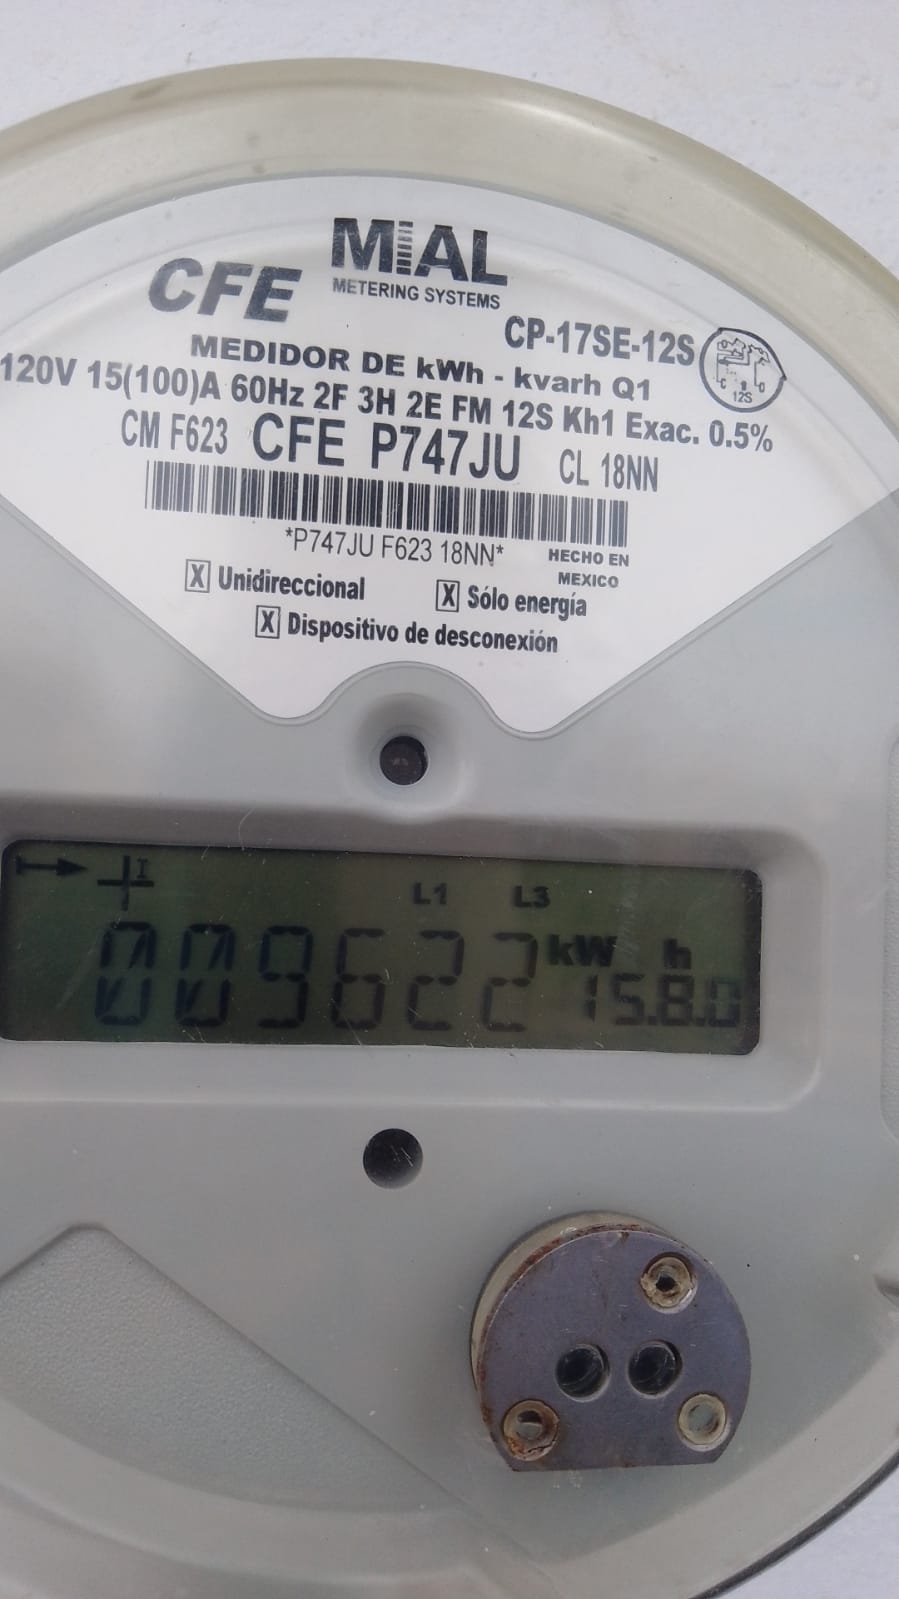 MIAL
METERING SYSTEMS
CFE
CP-17SE-12S
12S
MEDIDOR DE kWh - kvarh Q1
120V 15(100)A 60Hz 2F 3H 2E FM 12S Kh1 Exac. 0.5%
CM F623 CFE P747JU CL 18NN
*P747JU F623 18NN* HECHO EN
MEXICO
X Unidireccional X Sólo energía
X Dispositivo de desconexión
L1 L3
009622 kW h 15.8.0